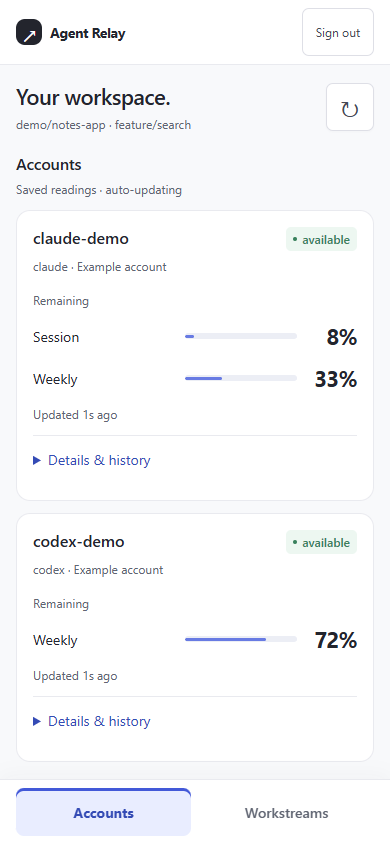 Agent Relay
Sign out
Your workspace.
demo/notes-app · feature/search
Accounts
Saved readings · auto-updating
claude-demo
available
claude · Example account
Remaining
Session 8%
Weekly 33%
Updated 1s ago
Details & history
codex-demo
available
codex · Example account
Remaining
Weekly 72%
Updated 1s ago
Details & history
Accounts
Workstreams